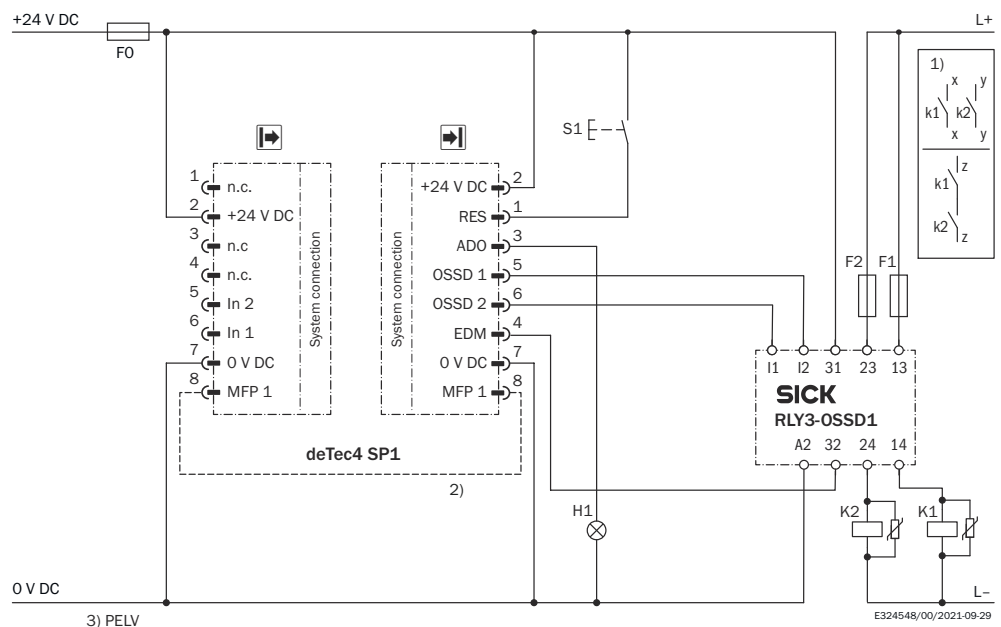 +24 V DC
L+
F0
1)
x y
k1 k2
x y
z
k1
k2
z
S1
1 n.c.
2 +24 V DC
3 n.c
4 n.c.
5 In 2
6 In 1
7 0 V DC
8 MFP 1
System connection
System connection
+24 V DC 2
RES 1
ADO 3
OSSD 1 5
OSSD 2 6
EDM 4
0 V DC 7
MFP 1 8
deTec4 SP1
2)
F2 F1
I1 I2 31 23 13
SICK
RLY3-OSSD1
A2 32 24 14
H1
K2 K1
0 V DC
L–
3) PELV
E324548/00/2021-09-29